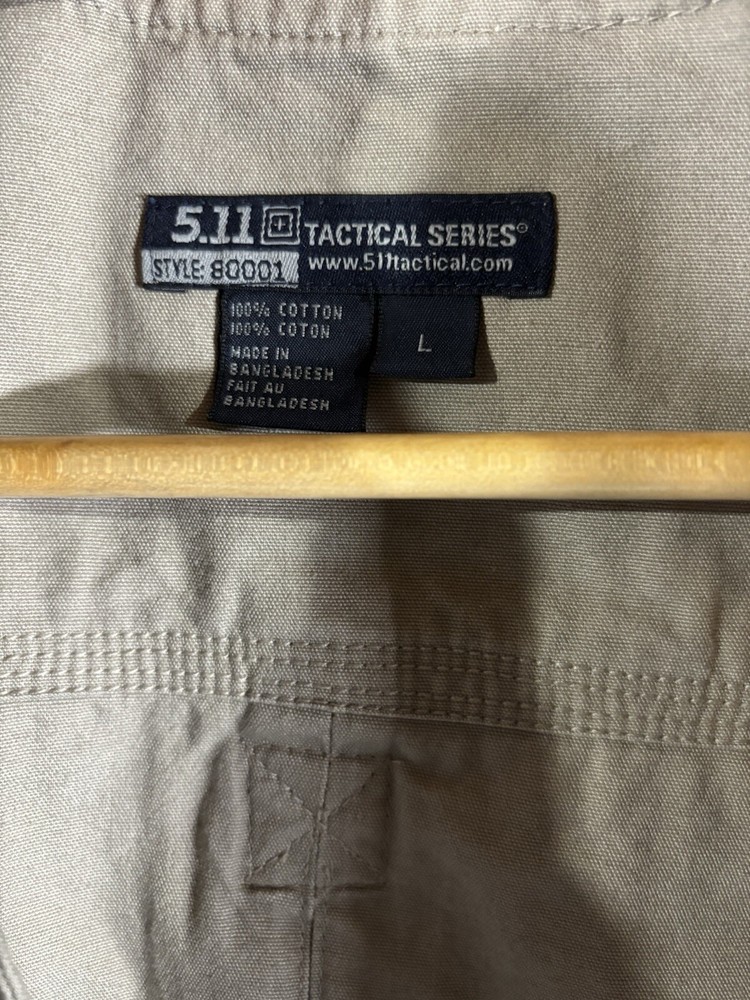 5.11 TACTICAL SERIES®
STYLE: 80001 www.511tactical.com
100% COTTON
100% COTON
MADE IN
BANGLADESH
FAIT AU
BANGLADESH
L